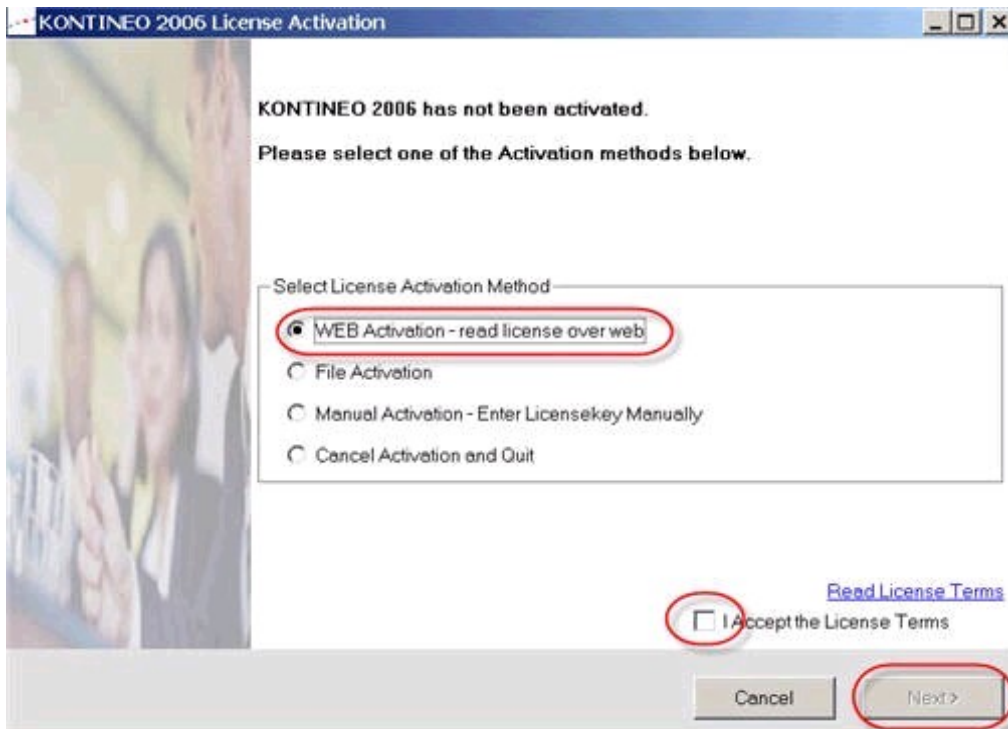 KONTINEO 2006 License Activation
KONTINEO 2006 has not been activated.
Please select one of the Activation methods below.
Select License Activation Method
WEB Activation - read license over web
File Activation
Manual Activation - Enter Licensekey Manually
Cancel Activation and Quit
Read License Terms
I Accept the License Terms
Cancel
Next >